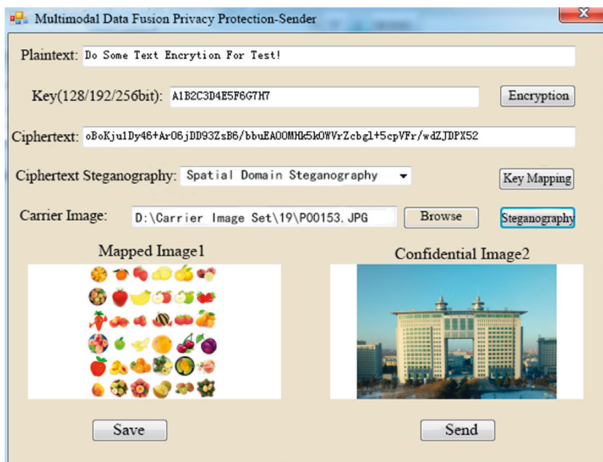 Multimodal Data Fusion Privacy Protection-Sender
Plaintext: Do Some Text Encrytion For Test!
Key(128/192/256bit): A1B2C3D4E5F6G7H7
Encryption
Ciphertext: oBoKju1Dy46+ArO6jDD93ZsB6/bbuEAOOMHk5kOWVrZcbgl+5cpVFr/wdZJDPX52
Ciphertext Steganography: Spatial Domain Steganography
Key Mapping
Carrier Image: D:\Carrier Image Set\19\P00153.JPG
Browse
Steganography
Mapped Image1
Confidential Image2
Save
Send